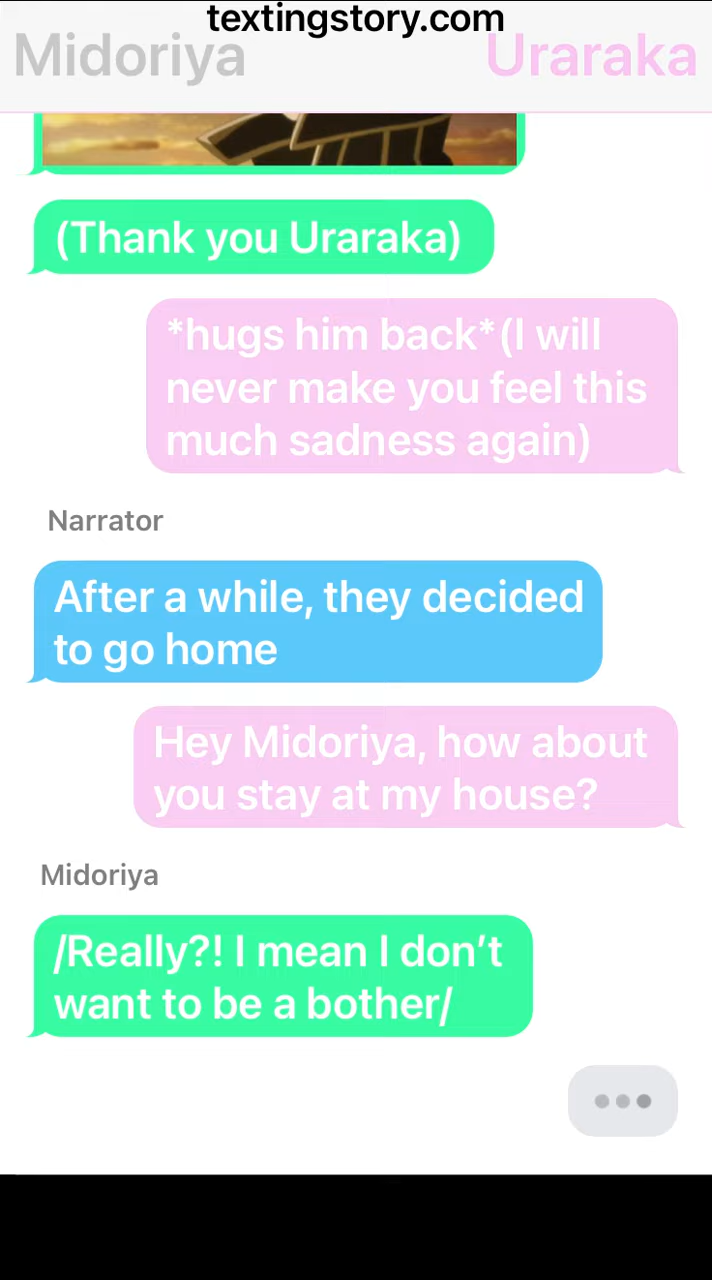 textingstory.com
Midoriya
Uraraka
(Thank you Uraraka)
*hugs him back*(I will
never make you feel this
much sadness again)
Narrator
After a while, they decided
to go home
Hey Midoriya, how about
you stay at my house?
Midoriya
/Really?! I mean I don’t
want to be a bother/